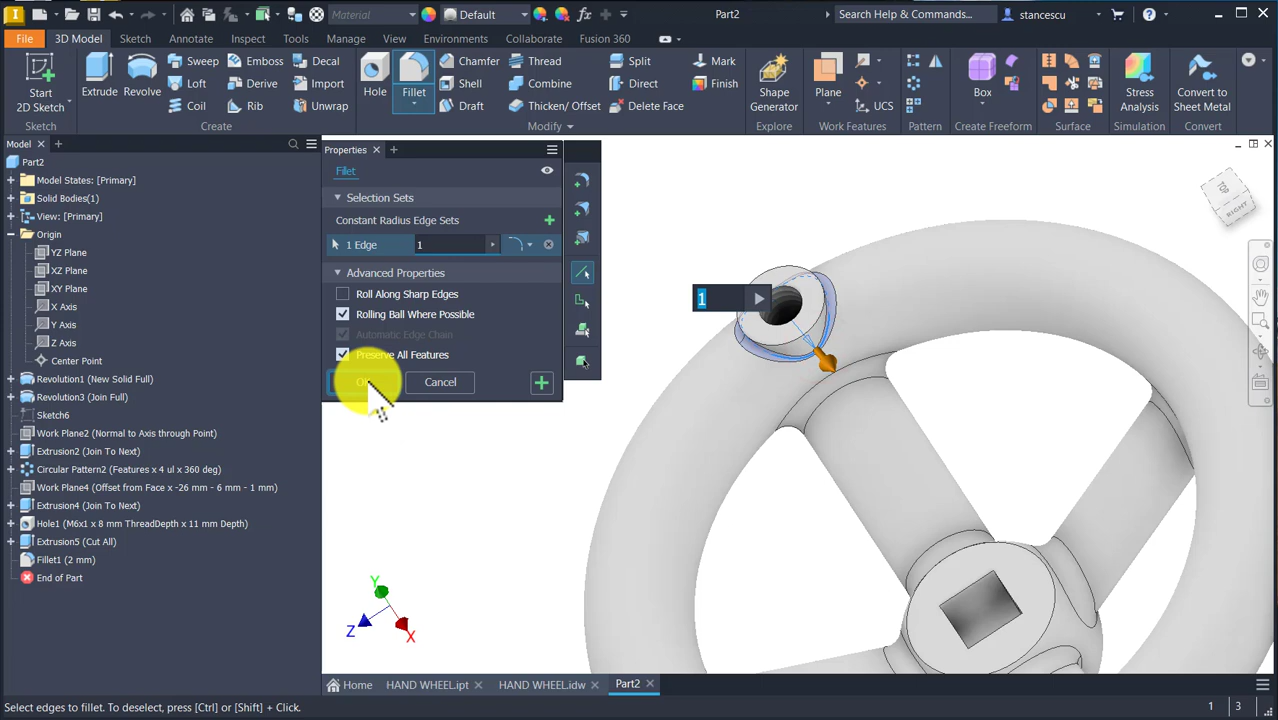 Material
Default
Part2
Search Help & Commands...
stancescu
File
3D Model
Sketch
Annotate
Inspect
Tools
Manage
View
Environments
Collaborate
Fusion 360
Start
2D Sketch
Extrude
Revolve
Sweep
Emboss
Decal
Loft
Derive
Import
Coil
Rib
Unwrap
Hole
Fillet
Chamfer
Thread
Split
Shell
Combine
Direct
Draft
Thicken/ Offset
Delete Face
Mark
Finish
Shape
Generator
Plane
UCS
Box
Stress
Analysis
Convert to
Sheet Metal
Sketch
Create
Modify
Explore
Work Features
Pattern
Create Freeform
Surface
Simulation
Convert
Model
Part2
Model States: [Primary]
Solid Bodies(1)
View: [Primary]
Origin
YZ Plane
XZ Plane
XY Plane
X Axis
Y Axis
Z Axis
Center Point
Revolution1 (New Solid Full)
Revolution3 (Join Full)
Sketch6
Work Plane2 (Normal to Axis through Point)
Extrusion2 (Join To Next)
Circular Pattern2 (Features x 4 ul x 360 deg)
Work Plane4 (Offset from Face x -26 mm - 6 mm - 1 mm)
Extrusion4 (Join To Next)
Hole1 (M6x1 x 8 mm ThreadDepth x 11 mm Depth)
Extrusion5 (Cut All)
Fillet1 (2 mm)
End of Part
Properties
Fillet
Selection Sets
Constant Radius Edge Sets
1 Edge
1
Advanced Properties
Roll Along Sharp Edges
Rolling Ball Where Possible
Automatic Edge Chain
Preserve All Features
Cancel
1
RIGHT
Y
Z
X
Home
HAND WHEEL.ipt
HAND WHEEL.idw
Part2
Select edges to fillet. To deselect, press [Ctrl] or [Shift] + Click.
1
3